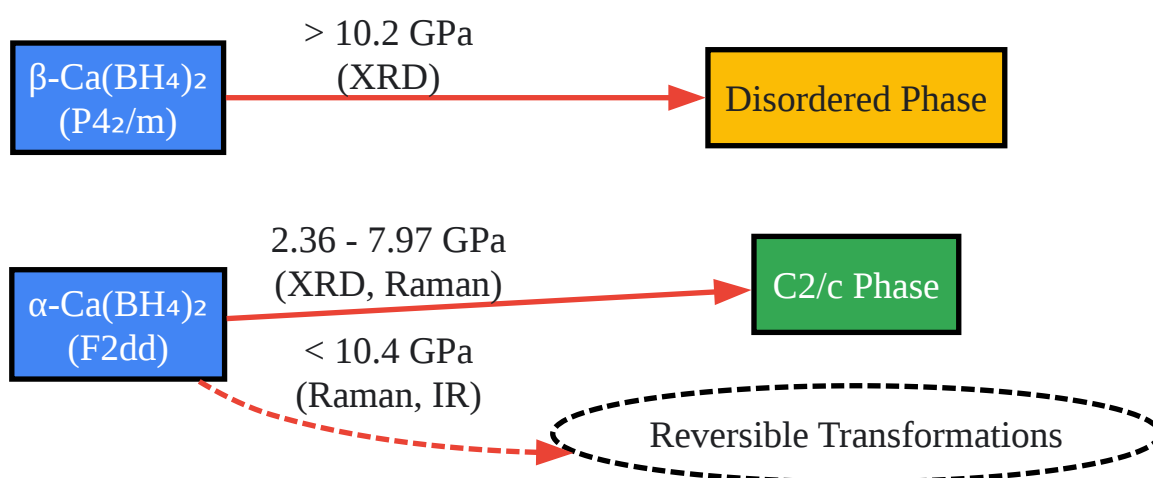 > 10.2 GPa
(XRD)
β-Ca(BH₄)₂
(P4₂/m)
Disordered Phase
2.36 - 7.97 GPa
(XRD, Raman)
α-Ca(BH₄)₂
(F2dd)
C2/c Phase
< 10.4 GPa
(Raman, IR)
Reversible Transformations